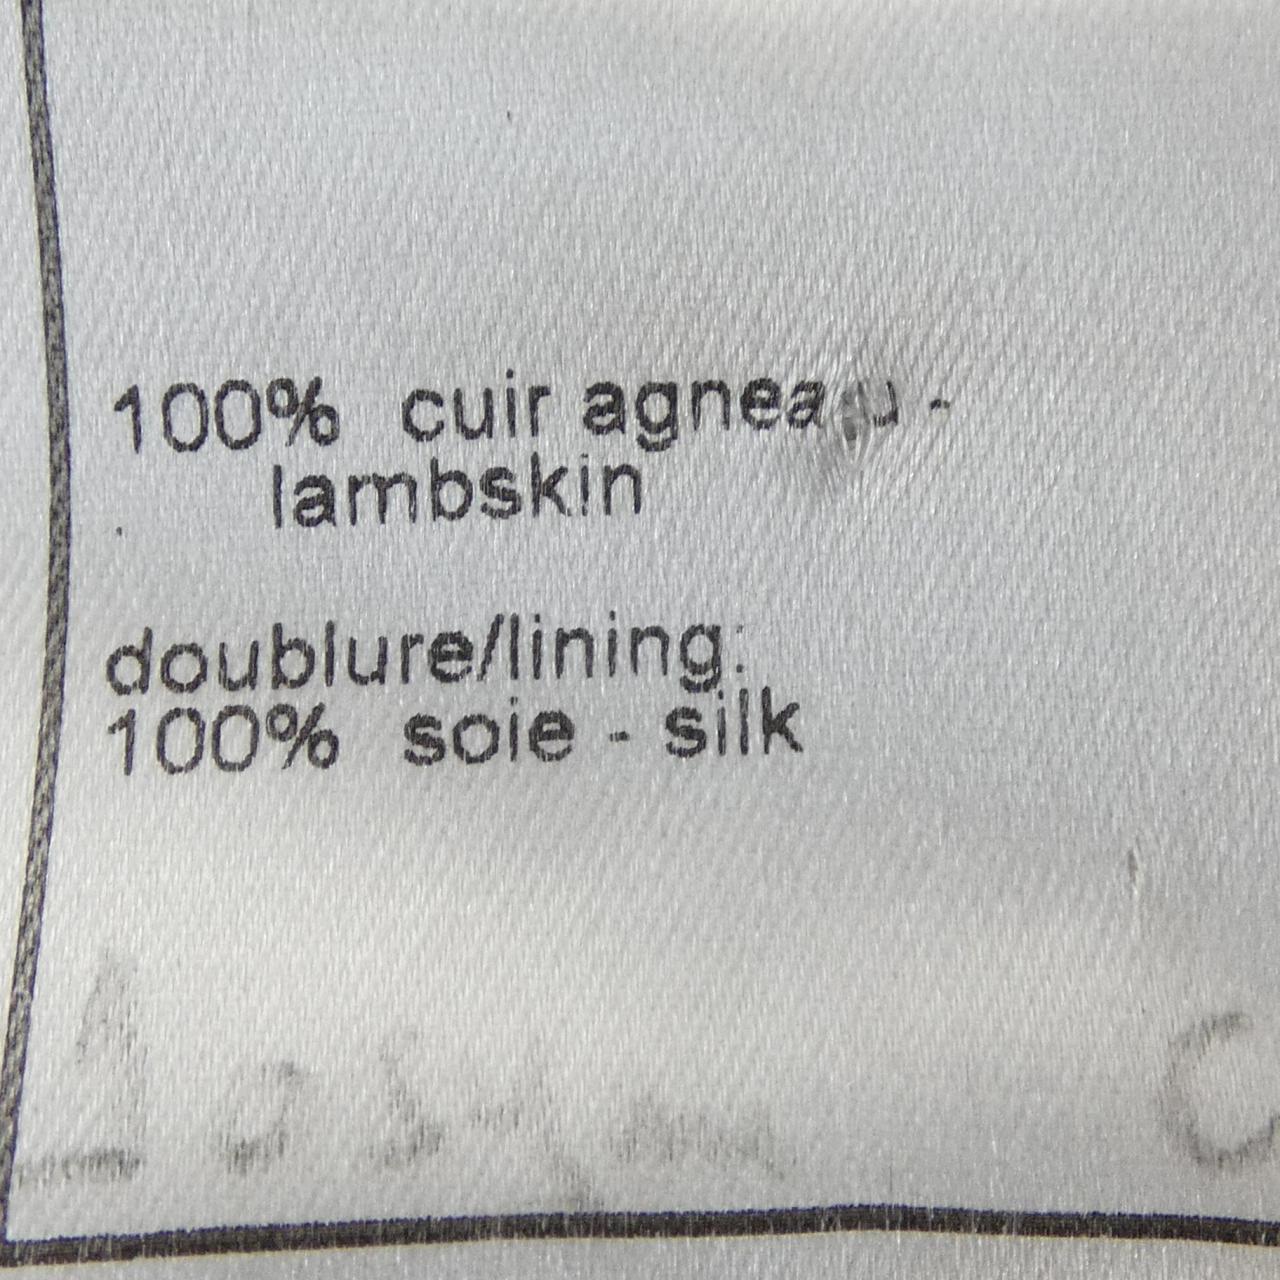 100% cuir agneau -
lambskin
doublure/lining:
100% soie - silk